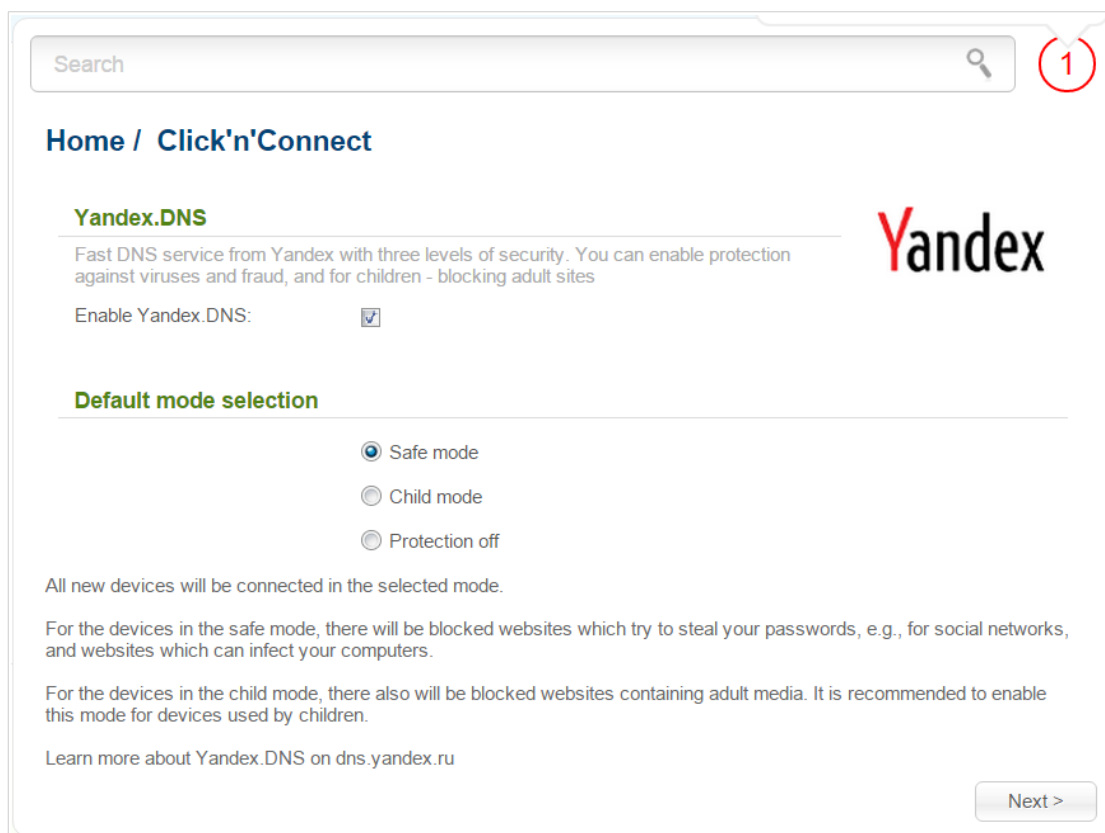 Search
1
Home / Click'n'Connect
Yandex.DNS
Yandex
Fast DNS service from Yandex with three levels of security. You can enable protection
against viruses and fraud, and for children - blocking adult sites
Enable Yandex.DNS:
Default mode selection
Safe mode
Child mode
Protection off
All new devices will be connected in the selected mode.
For the devices in the safe mode, there will be blocked websites which try to steal your passwords, e.g., for social networks,
and websites which can infect your computers.
For the devices in the child mode, there also will be blocked websites containing adult media. It is recommended to enable
this mode for devices used by children.
Learn more about Yandex.DNS on dns.yandex.ru
Next >